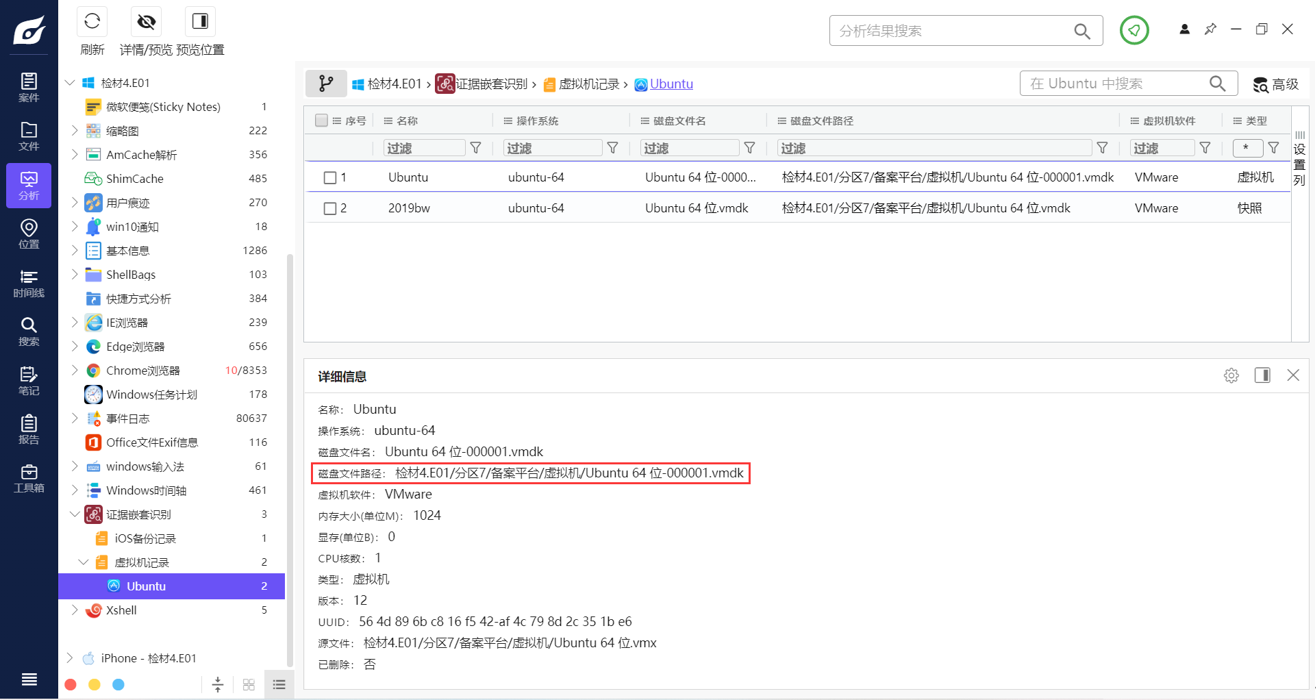 刷新
详情/预览
预览位置
分析结果搜索
案件
文件
分析
位置
时间线
搜索
笔记
报告
工具箱
检材4.E01
微软便笺(Sticky Notes) 1
缩略图 222
AmCache解析 356
ShimCache 485
用户痕迹 270
win10通知 18
基本信息 1286
ShellBags 103
快捷方式分析 384
IE浏览器 239
Edge浏览器 656
Chrome浏览器 10/8353
Windows任务计划 178
事件日志 80637
Office文件Exif信息 116
windows输入法 61
Windows时间轴 461
证据嵌套识别 3
iOS备份记录 1
虚拟机记录 2
Ubuntu 2
Xshell 5
iPhone - 检材4.E01
检材4.E01 › 证据嵌套识别 › 虚拟机记录 › Ubuntu
在 Ubuntu 中搜索
高级
序号 名称 操作系统 磁盘文件名 磁盘文件路径 虚拟机软件 类型
过滤 过滤 过滤 过滤 过滤 *
1 Ubuntu ubuntu-64 Ubuntu 64 位-0000... 检材4.E01/分区7/备案平台/虚拟机/Ubuntu 64 位-000001.vmdk VMware 虚拟机
2 2019bw ubuntu-64 Ubuntu 64 位.vmdk 检材4.E01/分区7/备案平台/虚拟机/Ubuntu 64 位.vmdk VMware 快照
设置列
详细信息
名称： Ubuntu
操作系统： ubuntu-64
磁盘文件名： Ubuntu 64 位-000001.vmdk
磁盘文件路径： 检材4.E01/分区7/备案平台/虚拟机/Ubuntu 64 位-000001.vmdk
虚拟机软件： VMware
内存大小(单位M)： 1024
显存(单位B)： 0
CPU核数： 1
类型： 虚拟机
版本： 12
UUID： 56 4d 89 6b c8 16 f5 42-af 4c 79 8d 2c 35 1b e6
源文件： 检材4.E01/分区7/备案平台/虚拟机/Ubuntu 64 位.vmx
已删除： 否